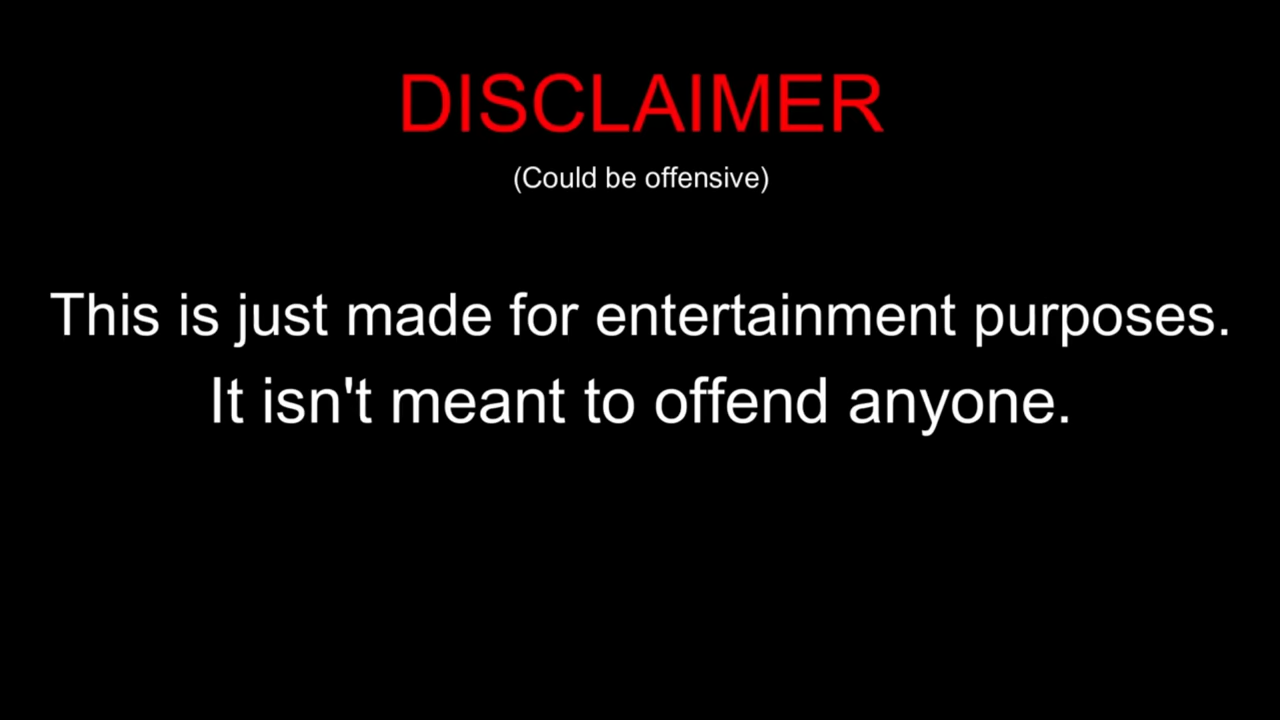 DISCLAIMER
(Could be offensive)
This is just made for entertainment purposes.
It isn't meant to offend anyone.